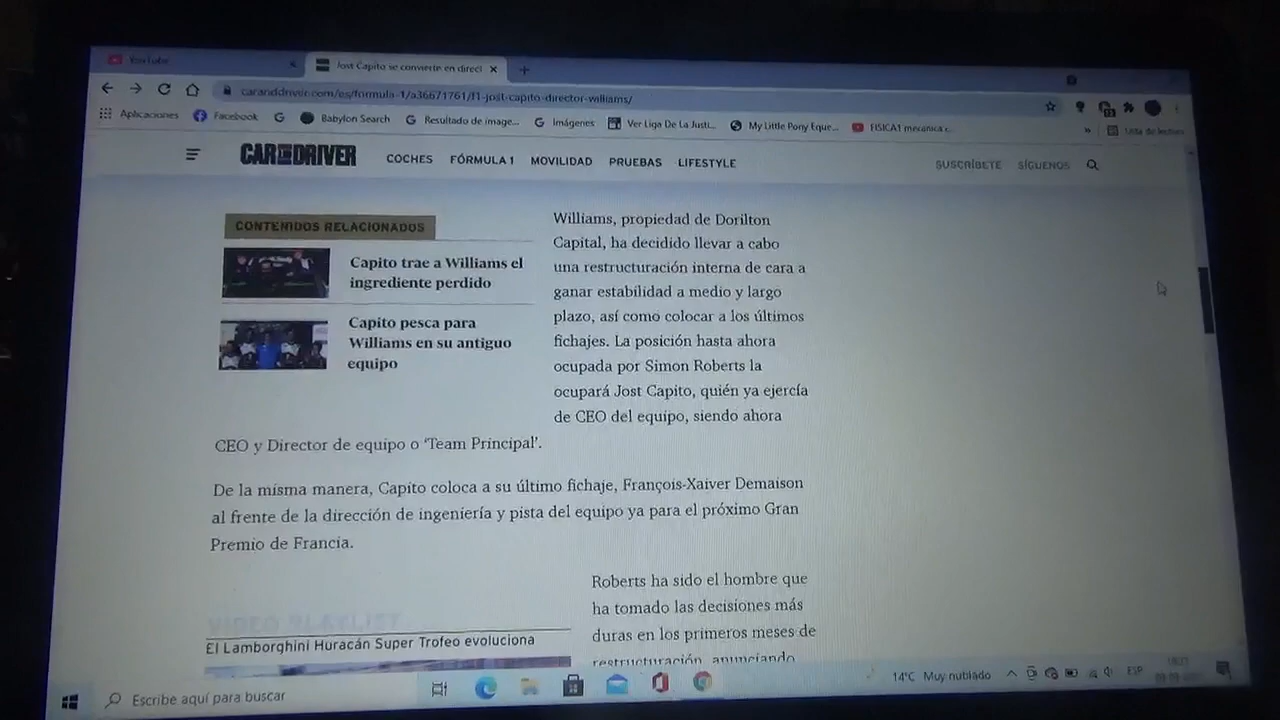 YouTube
Jost Capito se convierte en direct
caranddriver.com/es/formula-1/a36671761/f1-jost-capito-director-williams/
Aplicaciones Facebook Babylon Search Resultado de image... Imágenes Ver Liga De La Justi... My Little Pony Eque... FISICA1 mecanica c...
» Lista de lectura
CAR AND DRIVER COCHES FÓRMULA 1 MOVILIDAD PRUEBAS LIFESTYLE SUSCRÍBETE SÍGUENOS
CONTENIDOS RELACIONADOS
Capito trae a Williams el
ingrediente perdido
Capito pesca para
Williams en su antiguo
equipo
Williams, propiedad de Dorilton
Capital, ha decidido llevar a cabo
una restructuración interna de cara a
ganar estabilidad a medio y largo
plazo, así como colocar a los últimos
fichajes. La posición hasta ahora
ocupada por Simon Roberts la
ocupará Jost Capito, quién ya ejercía
de CEO del equipo, siendo ahora
CEO y Director de equipo o ‘Team Principal’.
De la misma manera, Capito coloca a su último fichaje, François-Xaiver Demaison
al frente de la dirección de ingeniería y pista del equipo ya para el próximo Gran
Premio de Francia.
VIDEO PLAYLIST
El Lamborghini Huracán Super Trofeo evoluciona
Roberts ha sido el hombre que
ha tomado las decisiones más
duras en los primeros meses de
restructuración, anunciando
Escribe aquí para buscar
14°C Muy nublado ESP